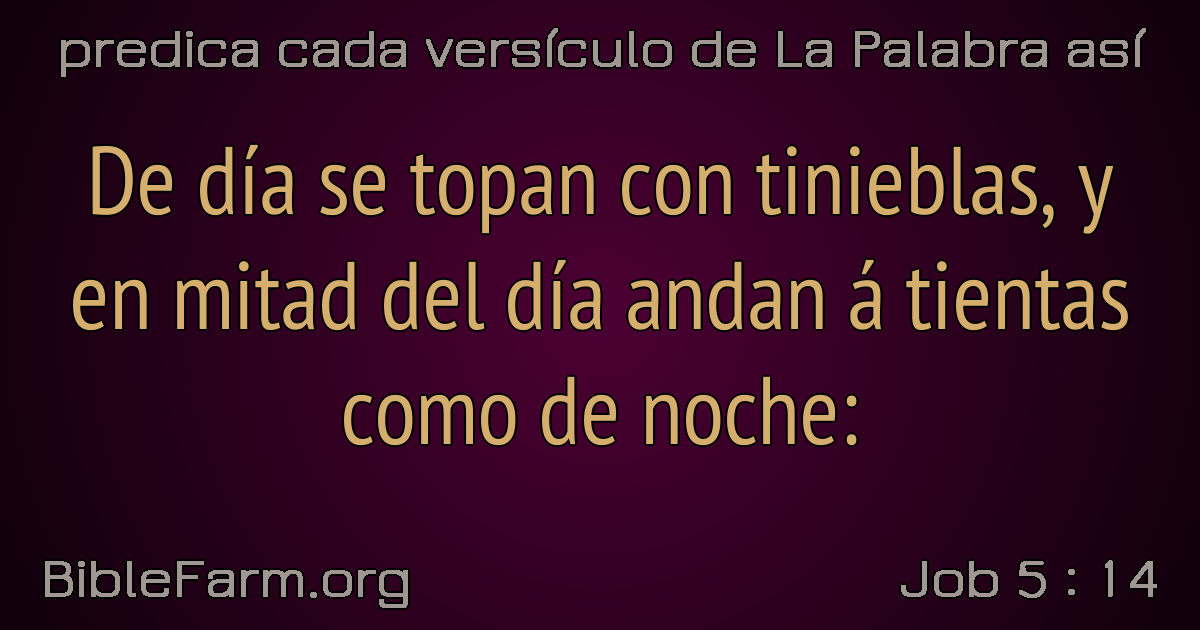 predica cada versículo de La Palabra así
De día se topan con tinieblas, y
en mitad del día andan á tientas
como de noche:
BibleFarm.org
Job 5 : 14